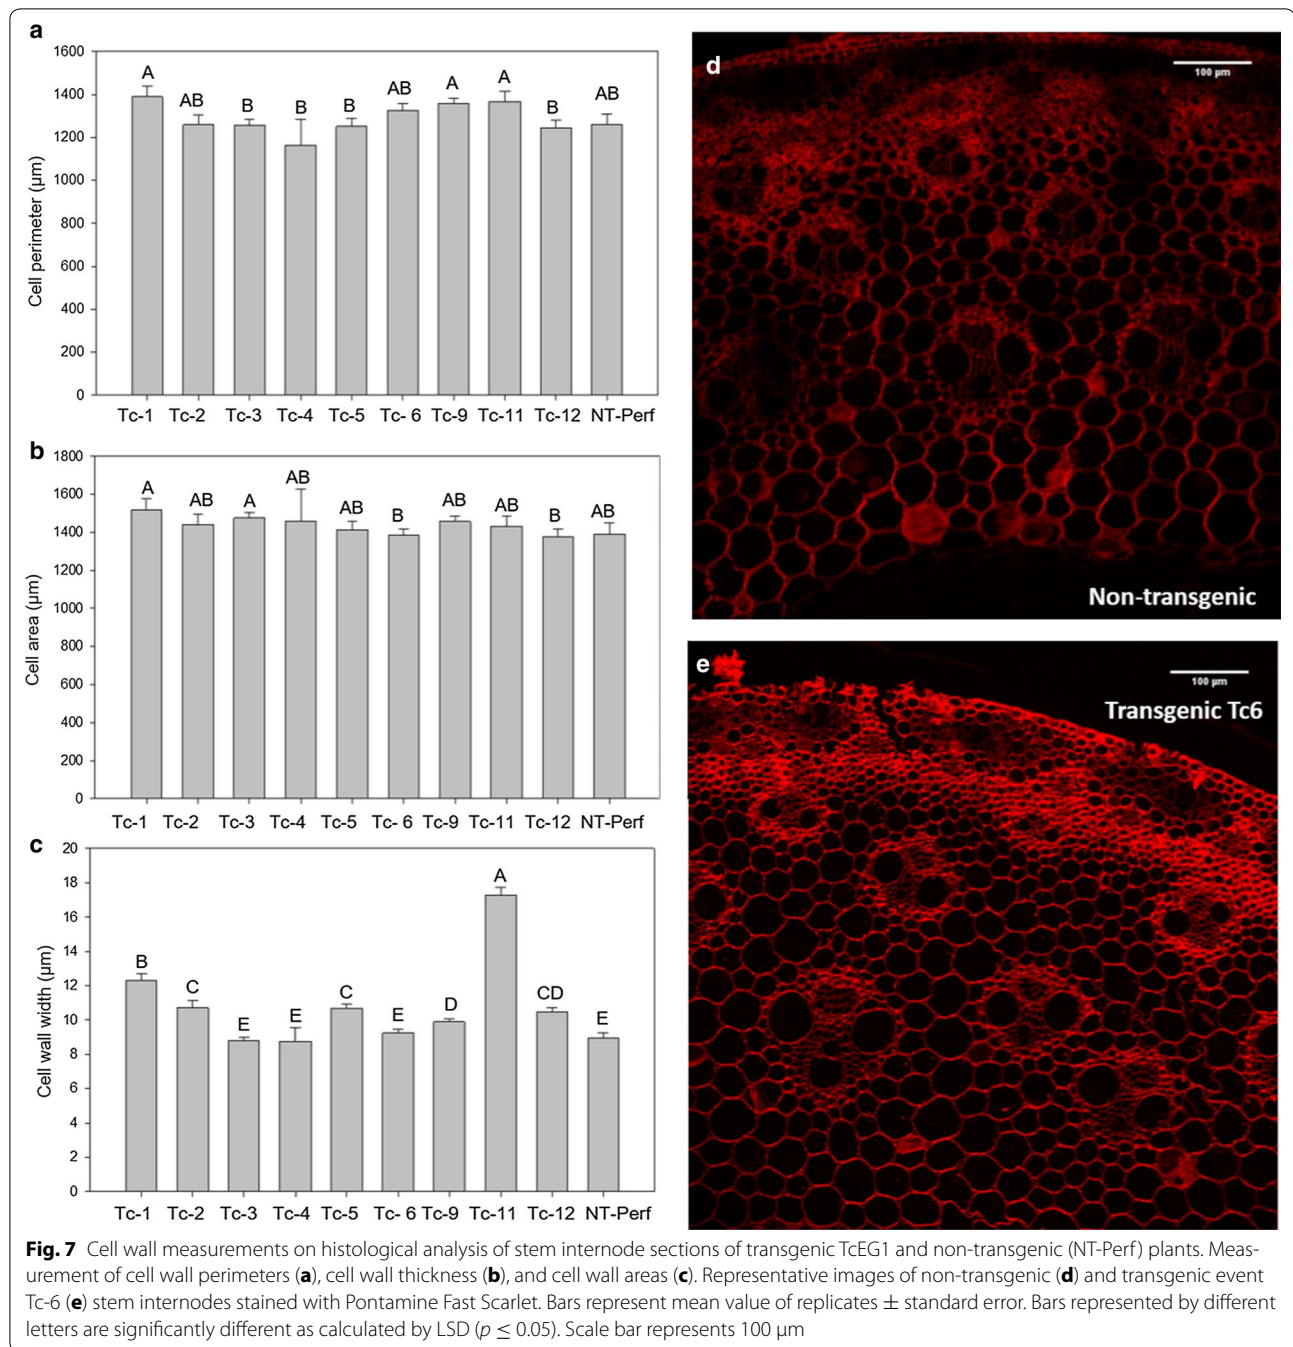 a
1600
1400
1200
1000
800
600
400
200
0
Cell perimeter (µm)
A
AB
B
B
B
AB
A
A
B
AB
Tc-1 Tc-2 Tc-3 Tc-4 Tc-5 Tc- 6 Tc-9 Tc-11 Tc-12 NT-Perf
b
1800
1600
1400
1200
1000
800
600
400
200
0
Cell area (µm)
A
AB
A
AB
AB
B
AB
AB
B
AB
Tc-1 Tc-2 Tc-3 Tc-4 Tc-5 Tc- 6 Tc-9 Tc-11 Tc-12 NT-Perf
c
20
18
16
14
12
10
8
6
4
2
0
Cell wall width (µm)
B
C
E
E
C
E
D
A
CD
E
Tc-1 Tc-2 Tc-3 Tc-4 Tc-5 Tc- 6 Tc-9 Tc-11 Tc-12 NT-Perf
d
100 µm
Non-transgenic
e
100 µm
Transgenic Tc6
Fig. 7 Cell wall measurements on histological analysis of stem internode sections of transgenic TcEG1 and non-transgenic (NT-Perf) plants. Meas-
urement of cell wall perimeters (a), cell wall thickness (b), and cell wall areas (c). Representative images of non-transgenic (d) and transgenic event
Tc-6 (e) stem internodes stained with Pontamine Fast Scarlet. Bars represent mean value of replicates ± standard error. Bars represented by different
letters are significantly different as calculated by LSD (p ≤ 0.05). Scale bar represents 100 µm